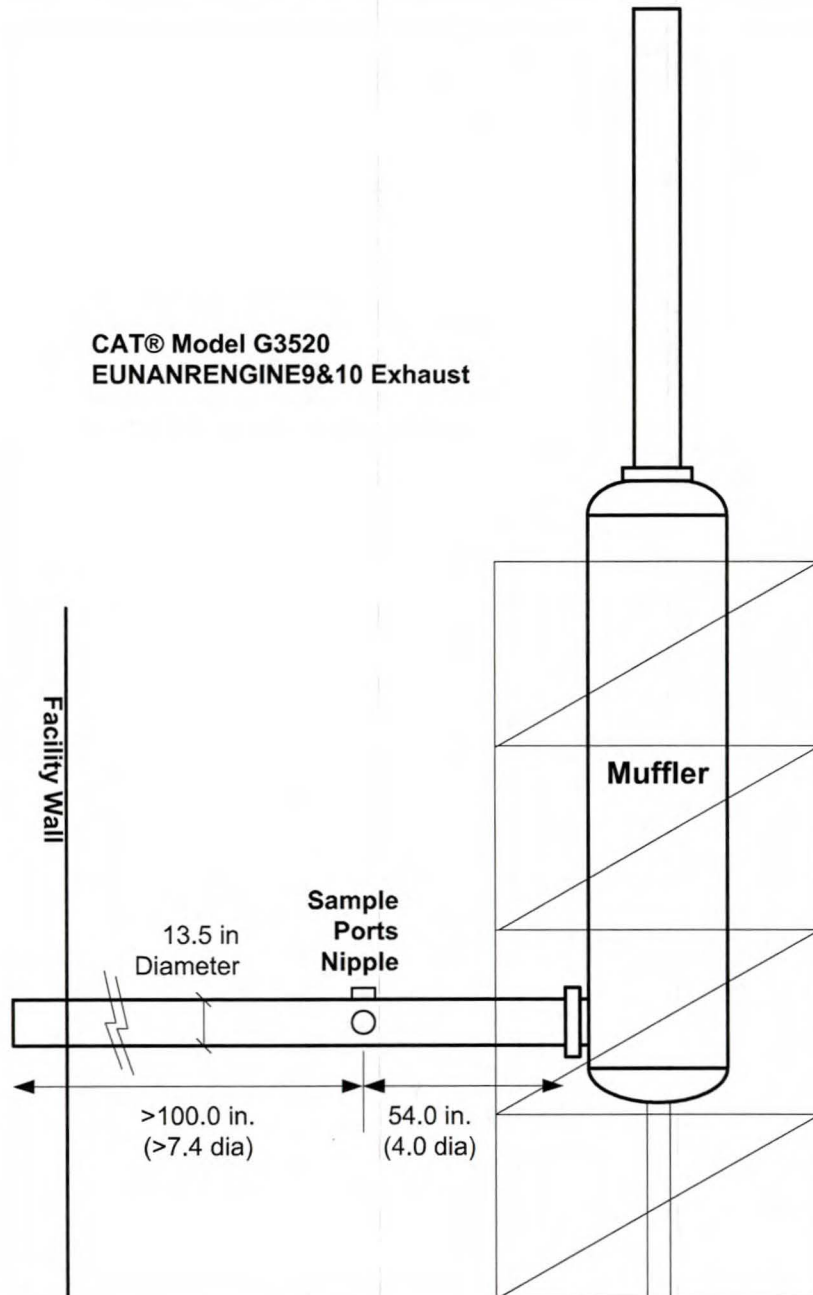 CAT® Model G3520
EUNANRENGINE9&10 Exhaust
Facility Wall
Muffler
Sample
Ports
Nipple
13.5 in
Diameter
>100.0 in.
(>7.4 dia)
54.0 in.
(4.0 dia)